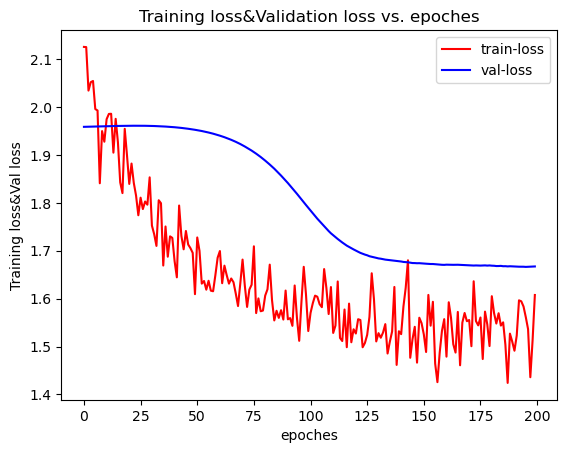 Training loss&Validation loss vs. epoches
train-loss
val-loss
Training loss&Val loss
2.1
2.0
1.9
1.8
1.7
1.6
1.5
1.4
0 25 50 75 100 125 150 175 200
epoches